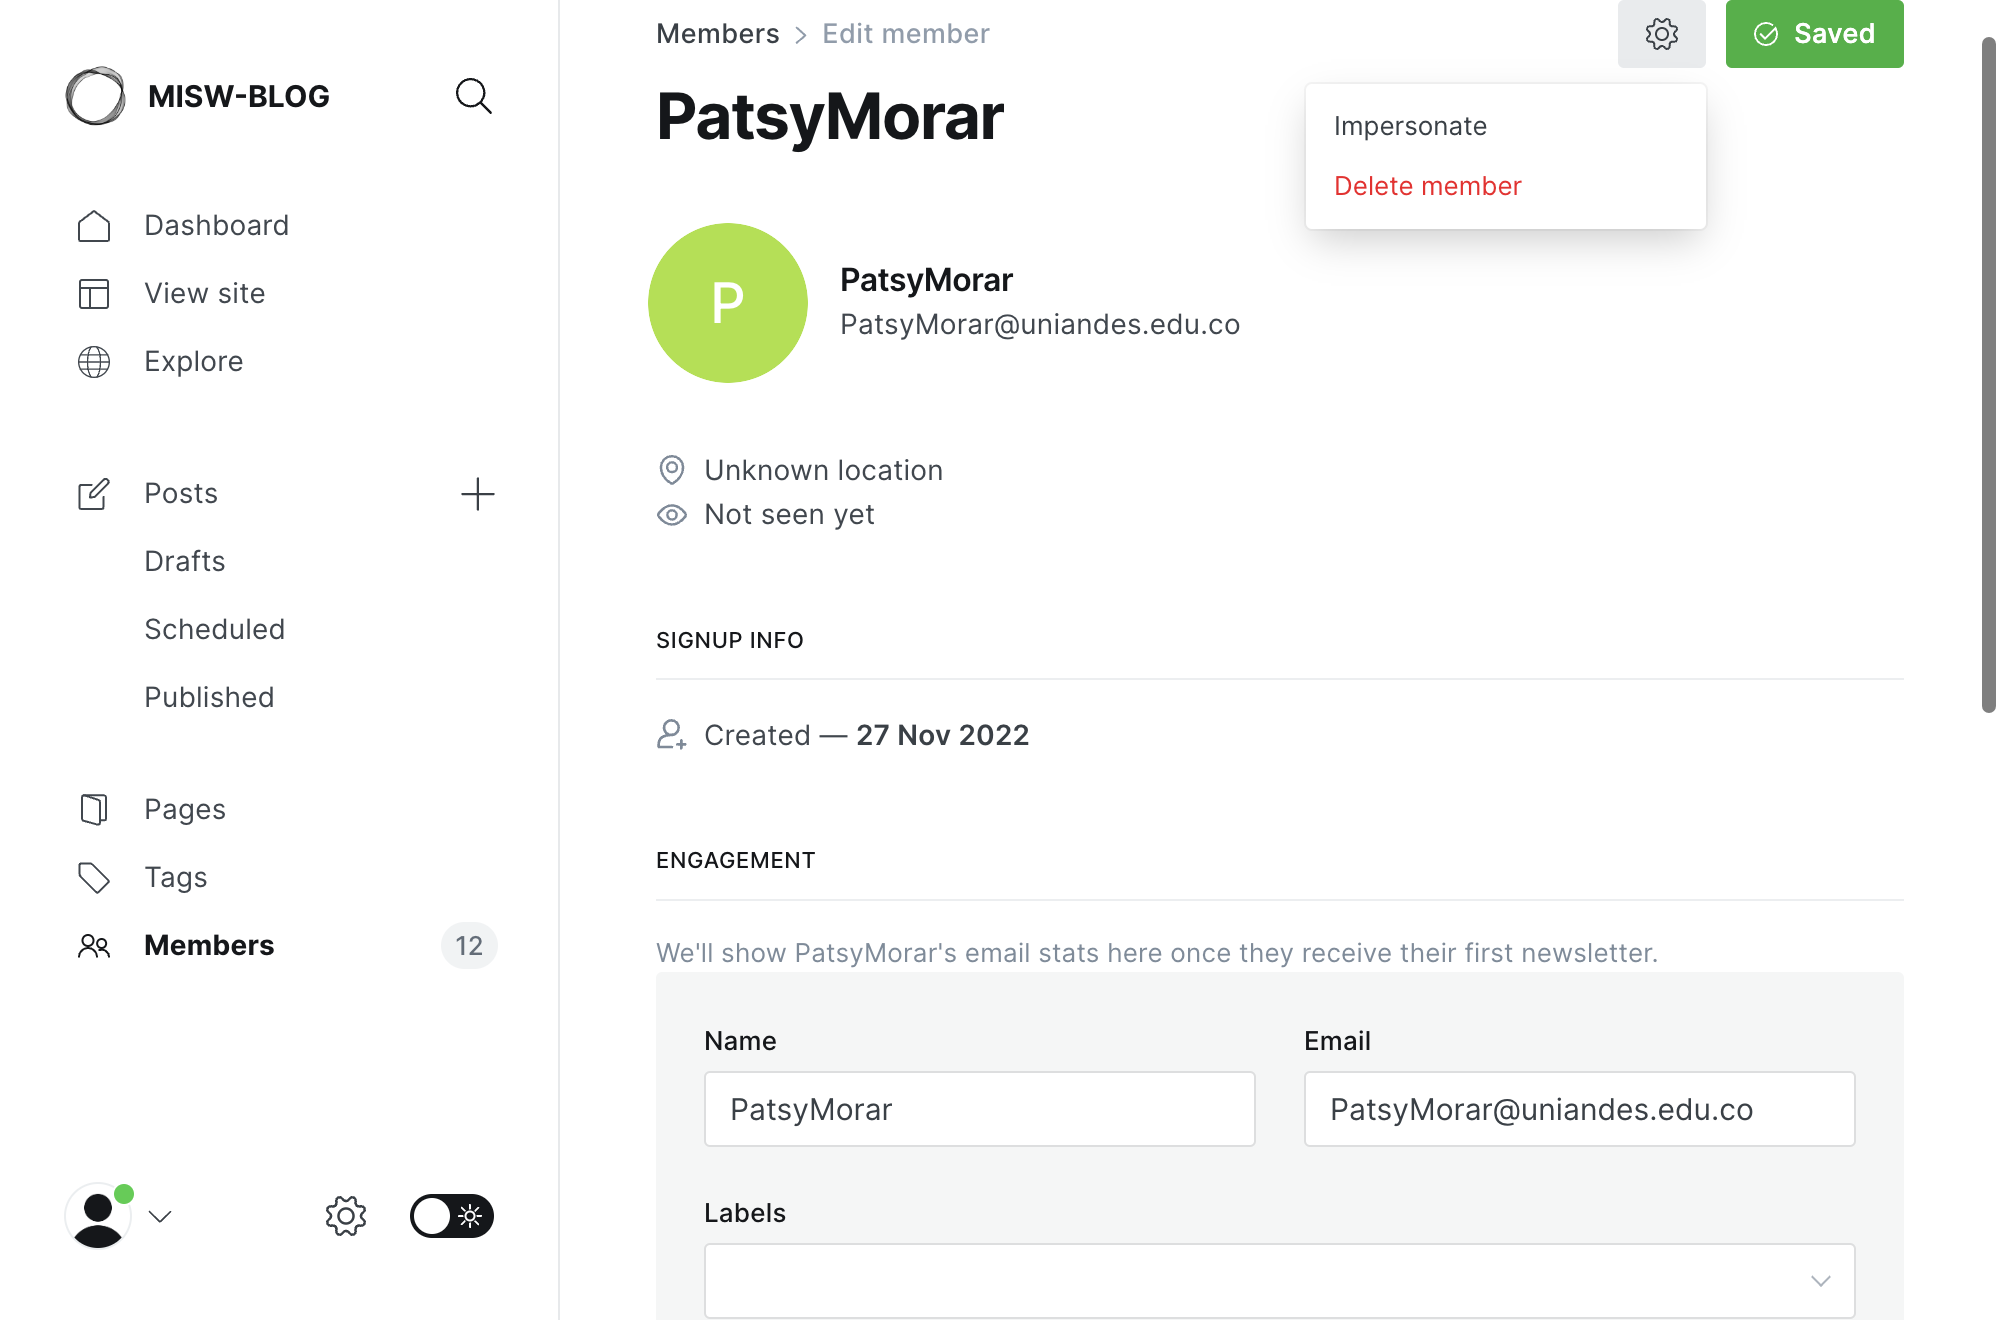 MISW-BLOG
Dashboard
View site
Explore
Posts
Drafts
Scheduled
Published
Pages
Tags
Members
12
Members > Edit member
Saved
PatsyMorar
Impersonate
Delete member
P
PatsyMorar
PatsyMorar@uniandes.edu.co
Unknown location
Not seen yet
SIGNUP INFO
Created — 27 Nov 2022
ENGAGEMENT
We'll show PatsyMorar's email stats here once they receive their first newsletter.
Name
Email
PatsyMorar
PatsyMorar@uniandes.edu.co
Labels